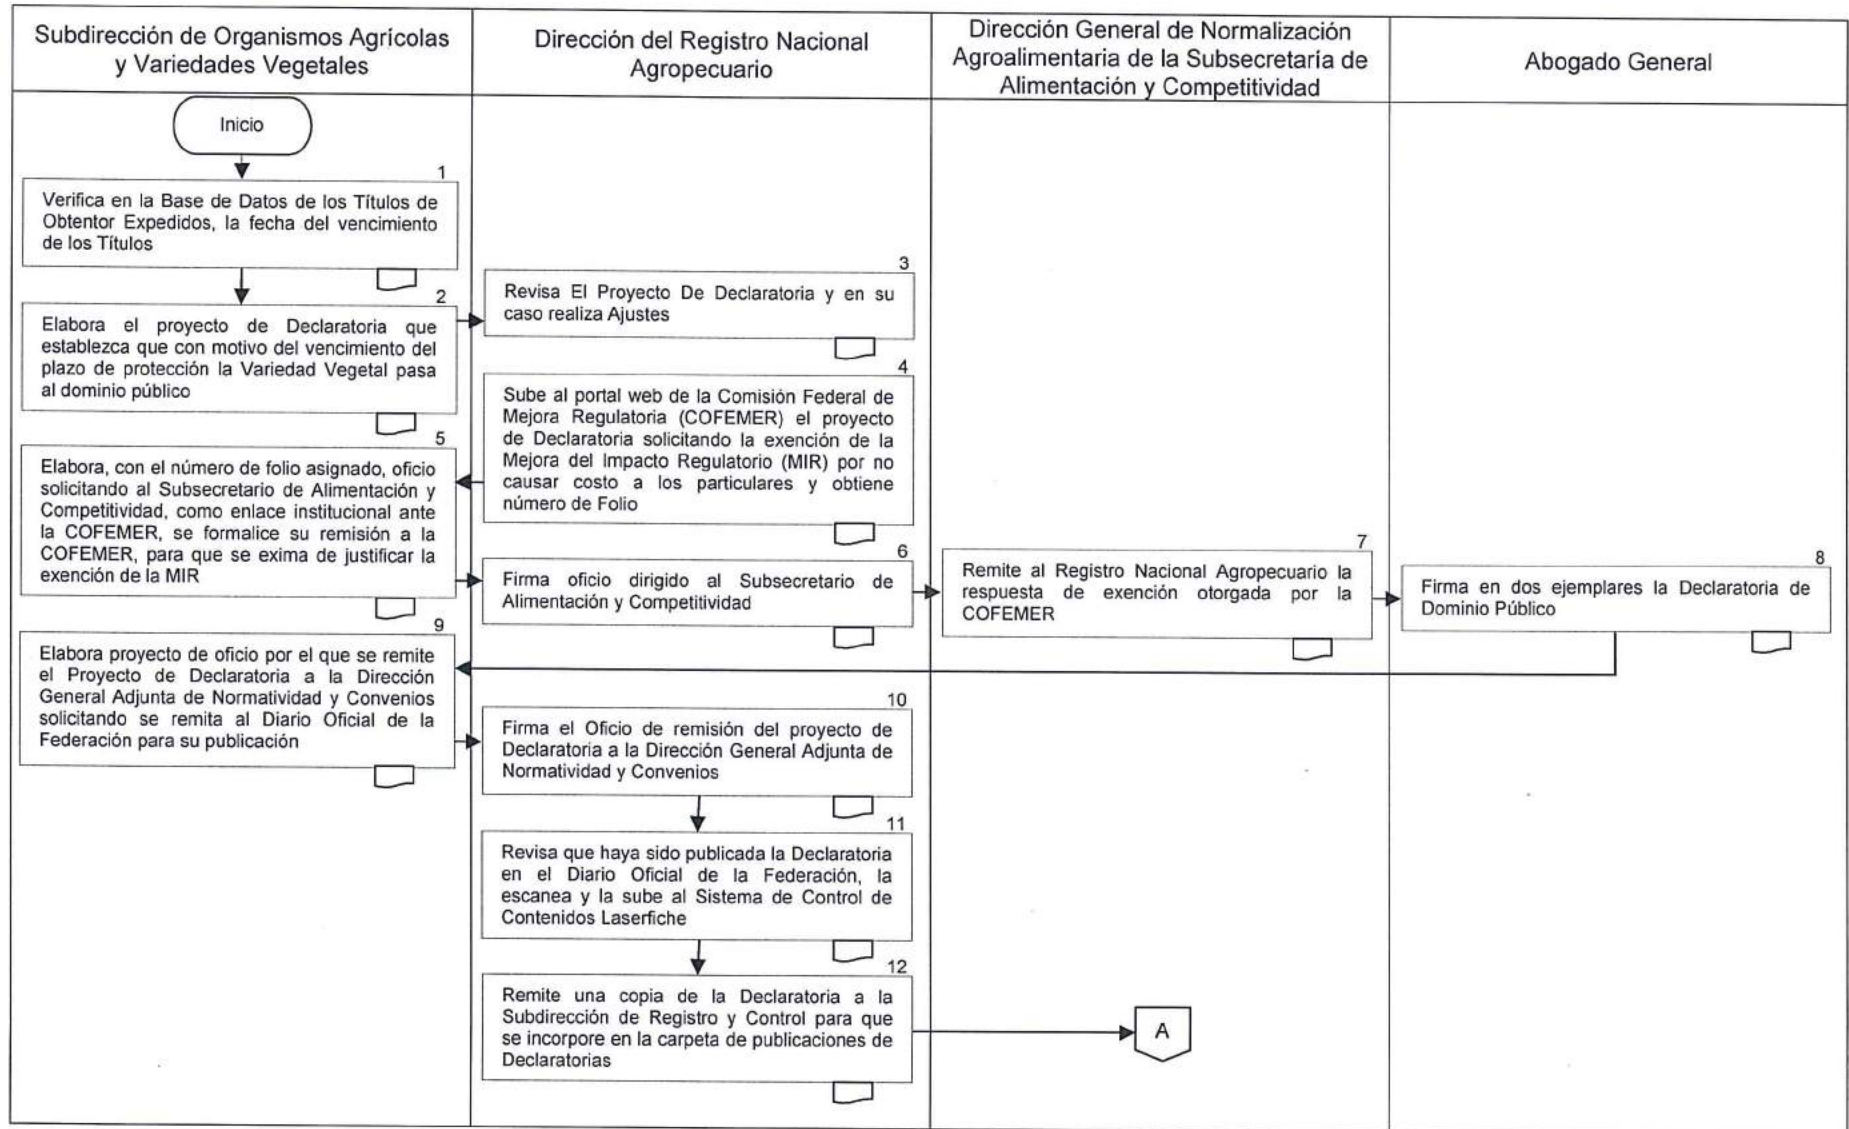 Subdirección de Organismos Agrícolas
y Variedades Vegetales
Dirección del Registro Nacional
Agropecuario
Dirección General de Normalización
Agroalimentaria de la Subsecretaría de
Alimentación y Competitividad
Abogado General
Inicio
1
Verifica en la Base de Datos de los Títulos de
Obtentor Expedidos, la fecha del vencimiento
de los Títulos
2
Elabora el proyecto de Declaratoria que
establezca que con motivo del vencimiento del
plazo de protección la Variedad Vegetal pasa
al dominio público
3
Revisa El Proyecto De Declaratoria y en su
caso realiza Ajustes
4
Sube al portal web de la Comisión Federal de
Mejora Regulatoria (COFEMER) el proyecto
de Declaratoria solicitando la exención de la
Mejora del Impacto Regulatorio (MIR) por no
causar costo a los particulares y obtiene
número de Folio
5
Elabora, con el número de folio asignado, oficio
solicitando al Subsecretario de Alimentación y
Competitividad, como enlace institucional ante
la COFEMER, se formalice su remisión a la
COFEMER, para que se exima de justificar la
exención de la MIR
6
Firma oficio dirigido al Subsecretario de
Alimentación y Competitividad
7
Remite al Registro Nacional Agropecuario la
respuesta de exención otorgada por la
COFEMER
8
Firma en dos ejemplares la Declaratoria de
Dominio Público
9
Elabora proyecto de oficio por el que se remite
el Proyecto de Declaratoria a la Dirección
General Adjunta de Normatividad y Convenios
solicitando se remita al Diario Oficial de la
Federación para su publicación
10
Firma el Oficio de remisión del proyecto de
Declaratoria a la Dirección General Adjunta de
Normatividad y Convenios
11
Revisa que haya sido publicada la Declaratoria
en el Diario Oficial de la Federación, la
escanea y la sube al Sistema de Control de
Contenidos Laserfiche
12
Remite una copia de la Declaratoria a la
Subdirección de Registro y Control para que
se incorpore en la carpeta de publicaciones de
Declaratorias
A